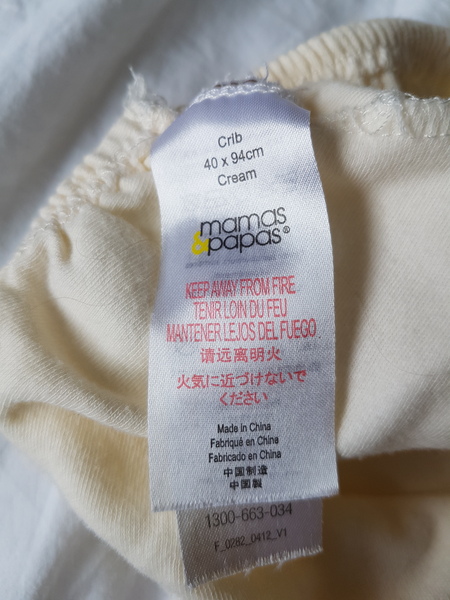 Crib
40 x 94cm
Cream
mamas
&papas®
KEEP AWAY FROM FIRE
TENIR LOIN DU FEU
MANTENER LEJOS DEL FUEGO
请远离明火
火気に近づけないで
ください
Made in China
Fabriqué en China
Fabricado en China
中国制造
中国製
1300-663-034
F_0282_0412_V1